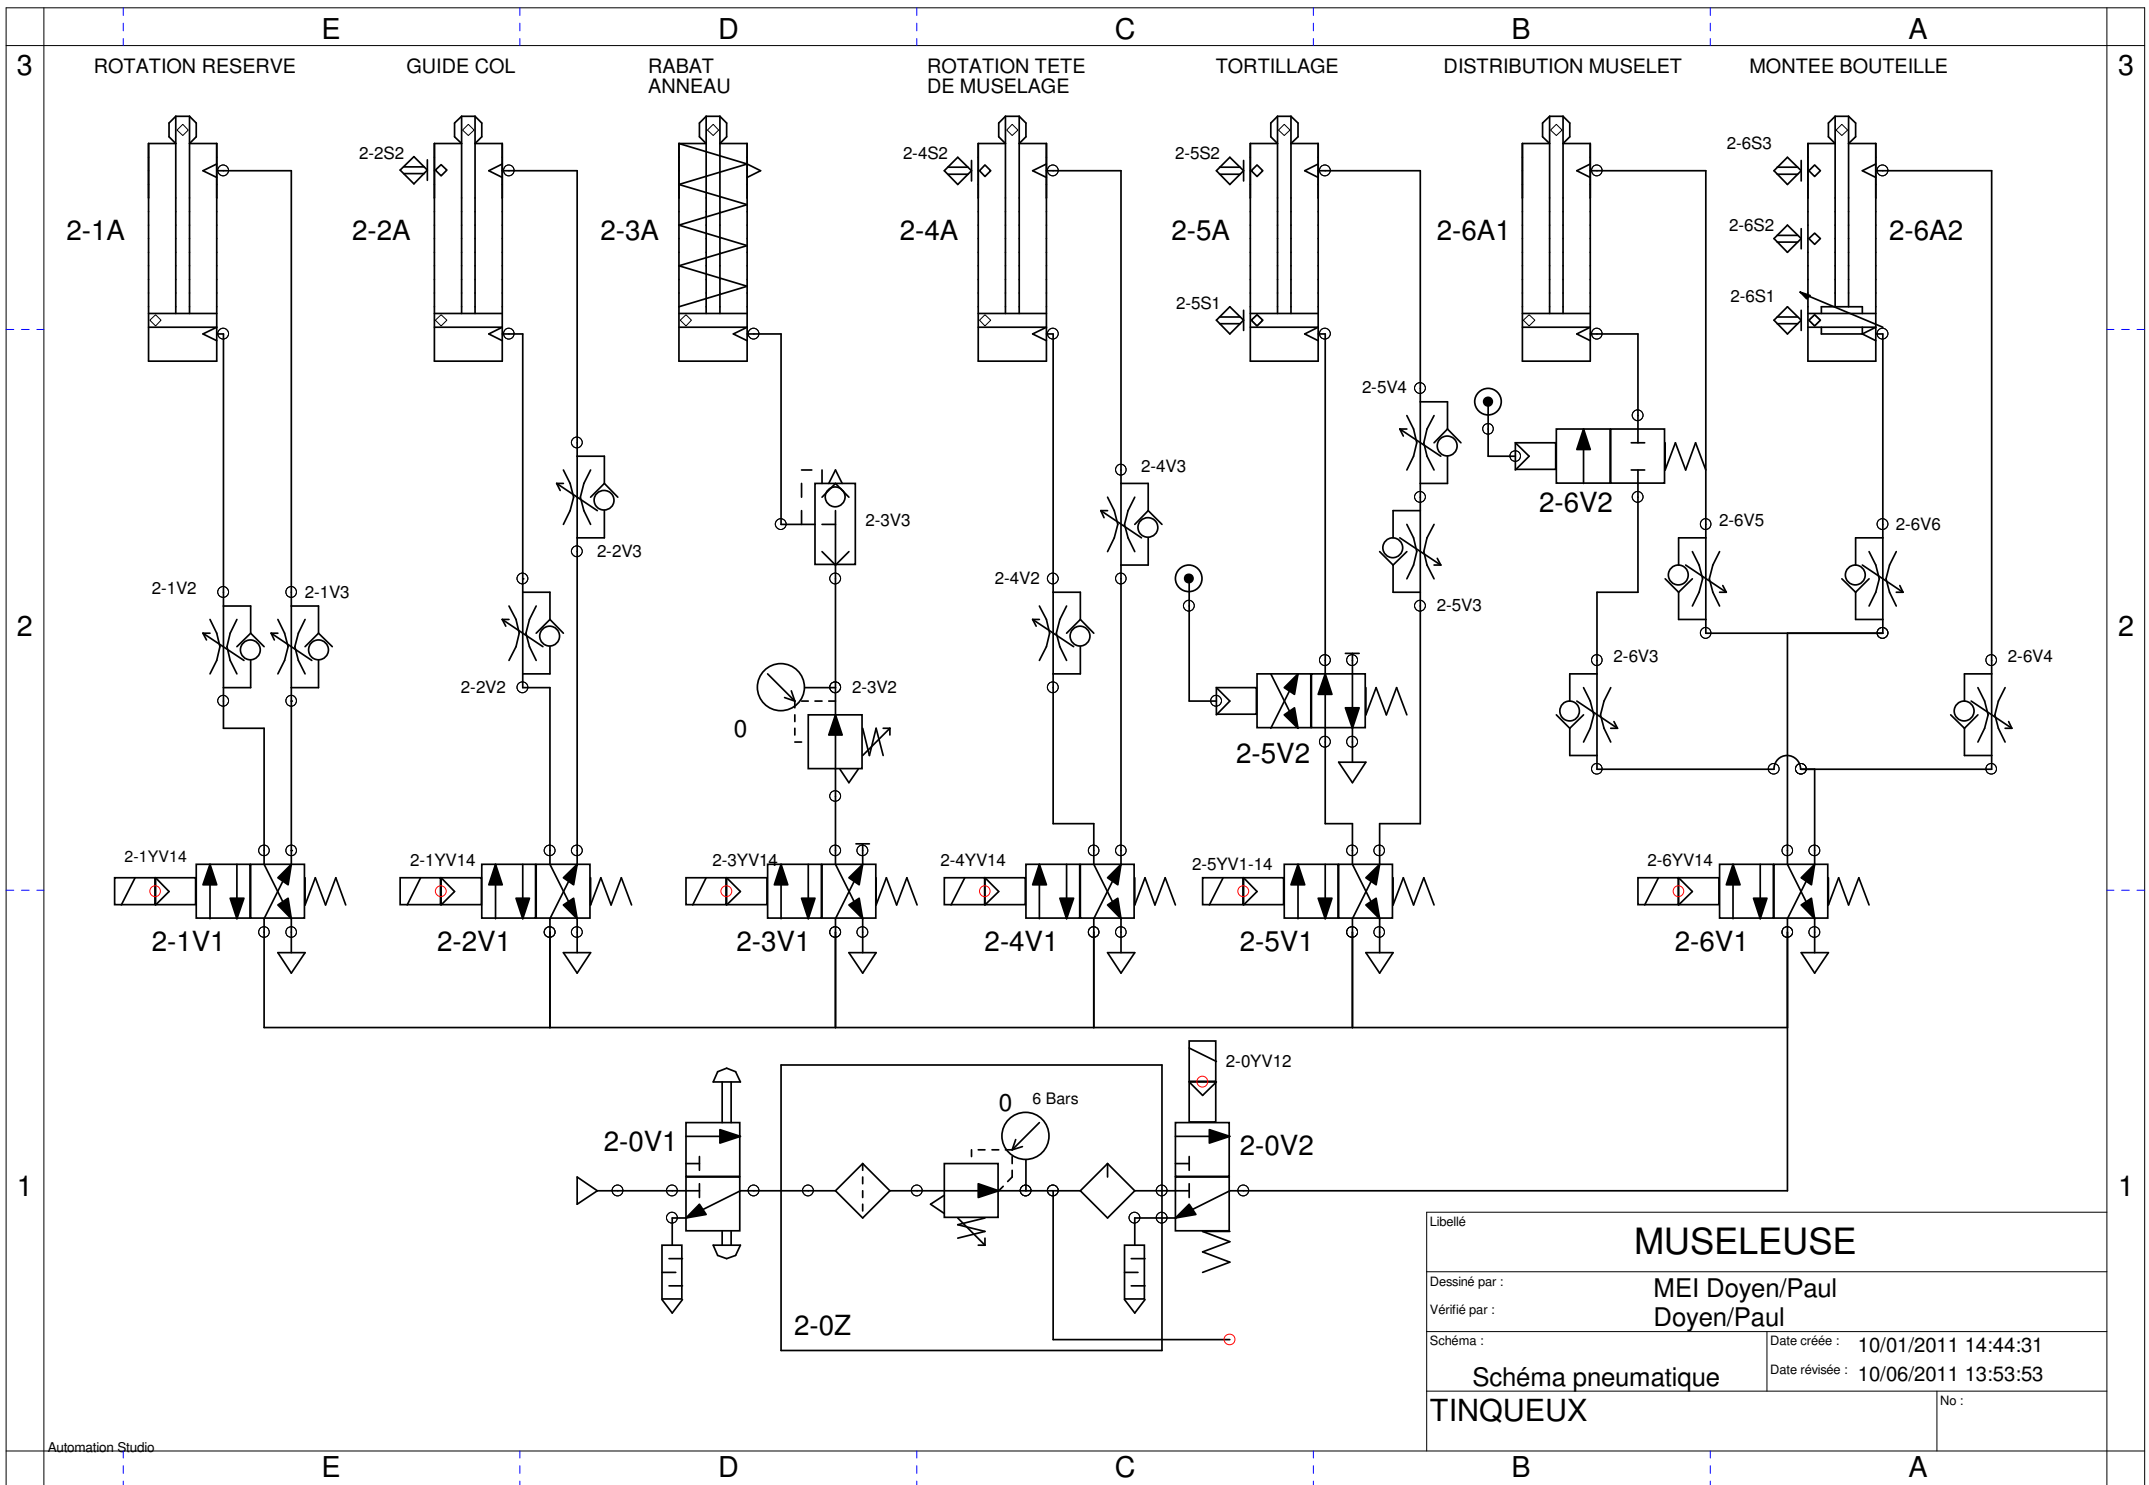 E D C B A
3 3
ROTATION RESERVE GUIDE COL RABAT ROTATION TETE TORTILLAGE DISTRIBUTION MUSELET MONTEE BOUTEILLE
ANNEAU DE MUSELAGE
2-2S2 2-4S2 2-5S2 2-6S3
2-1A 2-2A 2-3A 2-4A 2-5A 2-6A1 2-6S2 2-6A2
2-5S1 2-6S1
2-5V4
2-4V3
2-6V2
2-3V3 2-6V5 2-6V6
2-2V3
2-1V2 2-1V3 2-4V2 2-5V3
2 2
2-6V3 2-6V4
2-2V2 2-3V2
0
2-5V2
2-1YV14 2-1YV14 2-3YV14 2-4YV14 2-5YV1-14 2-6YV14
2-1V1 2-2V1 2-3V1 2-4V1 2-5V1 2-6V1
2-0YV12
0 6 Bars
2-0V1 2-0V2
1 1
2-0Z
Libellé
MUSELEUSE
Dessiné par : MEI Doyen/Paul
Vérifié par : Doyen/Paul
Schéma : Date créée : 10/01/2011 14:44:31
Schéma pneumatique Date révisée : 10/06/2011 13:53:53
TINQUEUX No :
Automation Studio
E D C B A